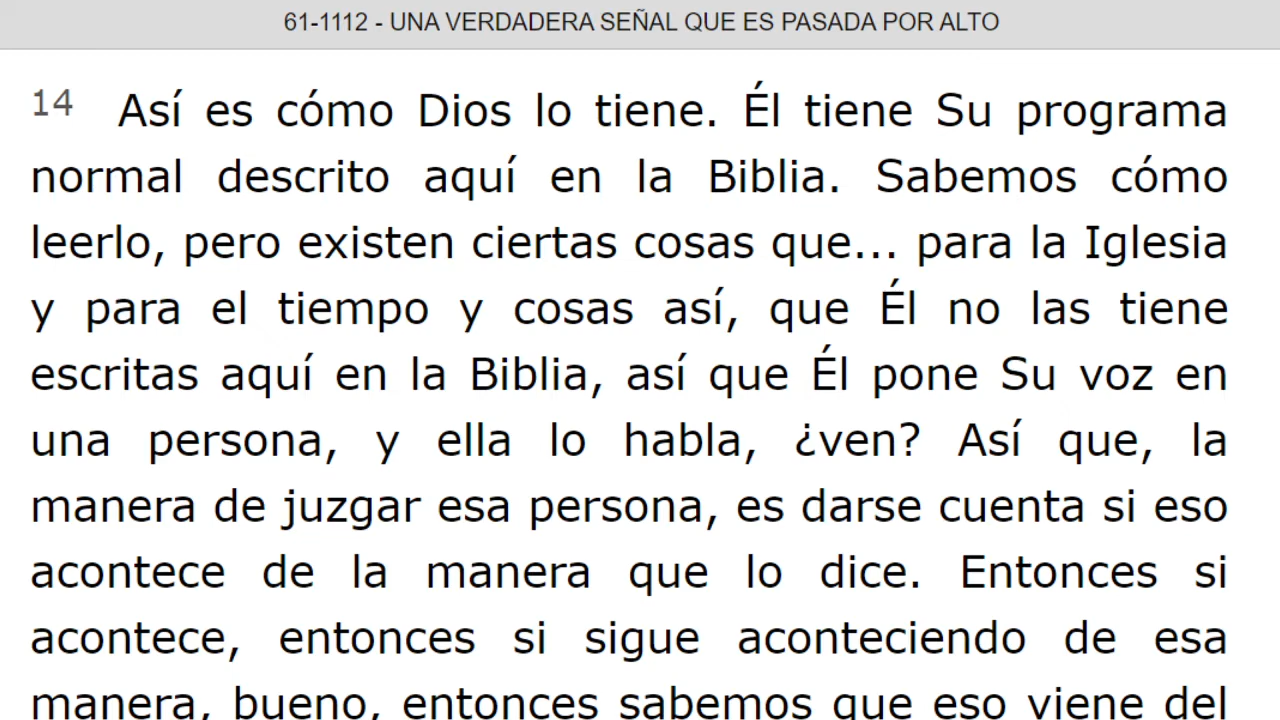 61-1112 - UNA VERDADERA SEÑAL QUE ES PASADA POR ALTO
14 Así es cómo Dios lo tiene. Él tiene Su programa
normal descrito aquí en la Biblia. Sabemos cómo
leerlo, pero existen ciertas cosas que... para la Iglesia
y para el tiempo y cosas así, que Él no las tiene
escritas aquí en la Biblia, así que Él pone Su voz en
una persona, y ella lo habla, ¿ven? Así que, la
manera de juzgar esa persona, es darse cuenta si eso
acontece de la manera que lo dice. Entonces si
acontece, entonces si sigue aconteciendo de esa
manera, bueno, entonces sabemos que eso viene del